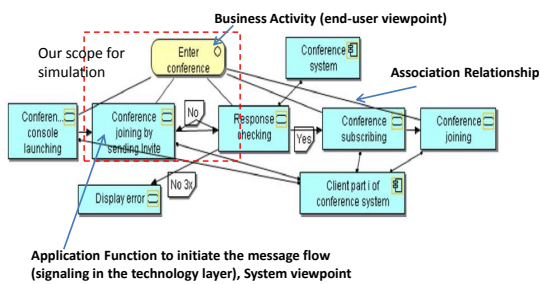 Business Activity (end-user viewpoint)
Our scope for
simulation
Enter
conference
Conference
system
Association Relationship
Conferen...
console
launching
Conference
joining by
sending Invite
No
Response
checking
Yes
Conference
subscribing
Conference
joining
Display error
No 3x
Client part i of
conference system
Application Function to initiate the message flow
(signaling in the technology layer), System viewpoint